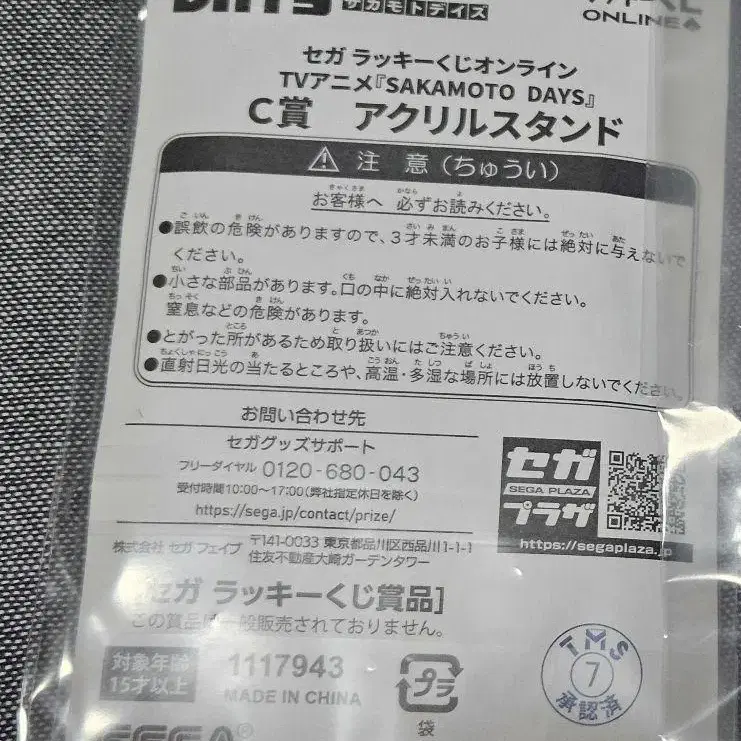 DAYS サカモトデイズ
ONLINE♠
セガ ラッキーくじオンライン
TVアニメ『SAKAMOTO DAYS』
C賞 アクリルスタンド
⚠ 注意(ちゅうい)
お客様へ 必ずお読みください。
●誤飲の危険がありますので、3才未満のお子様には絶対に与えないで
ください。
●小さな部品があります。口の中に絶対入れないでください。
窒息などの危険があります。
●とがった所があるため取り扱いにはご注意ください。
●直射日光の当たるところや、高温・多湿な場所には放置しないでください。
お問い合わせ先
セガグッズサポート
フリーダイヤル 0120-680-043
受付時間10:00～17:00(弊社指定休日を除く)
https://sega.jp/contact/prize/
セガ
SEGA PLAZA
プラザ
https://segaplaza.jp
株式会社 セガ フェイブ 〒141-0033 東京都品川区西品川1-1-1
住友不動産大崎ガーデンタワー
[セガ ラッキーくじ賞品]
この賞品は一般販売されておりません。
対象年齢
15才以上
1117943
MADE IN CHINA
プラ
袋
TMS
7
承認済
SEGA®